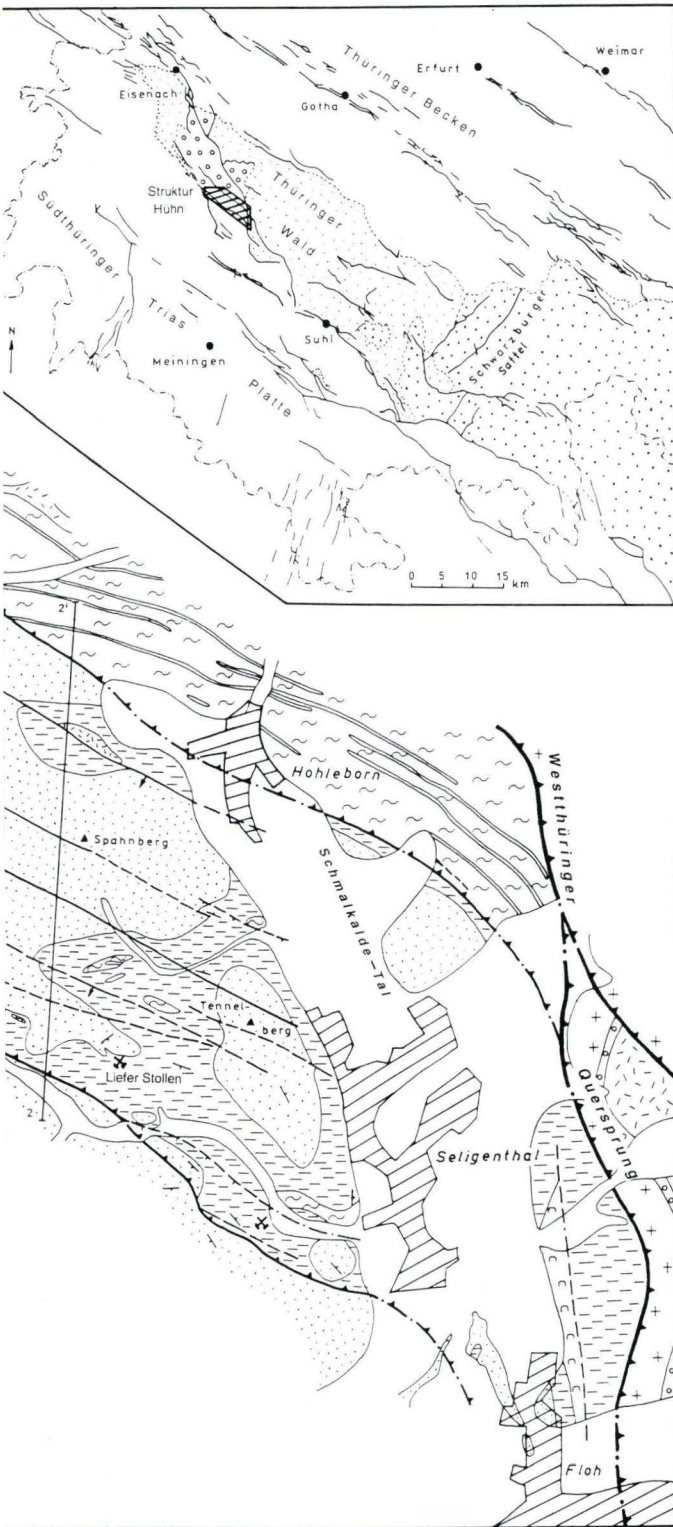 Weimar
Erfurt
Thüringer Becken
Eisenach
Gotha
Struktur
Hühn
Thüringer
Wald
Südthüringer
Trias
Platte
N
Meiningen
Suhl
Schwarzburger
Sattel
0 5 10 15 km
2'
Hohleborn
Westthüringer
Quersprung
Spahnberg
Schmalkalde-Tal
Tennel-
berg
Liefer Stollen
2
Seligenthal
Floh